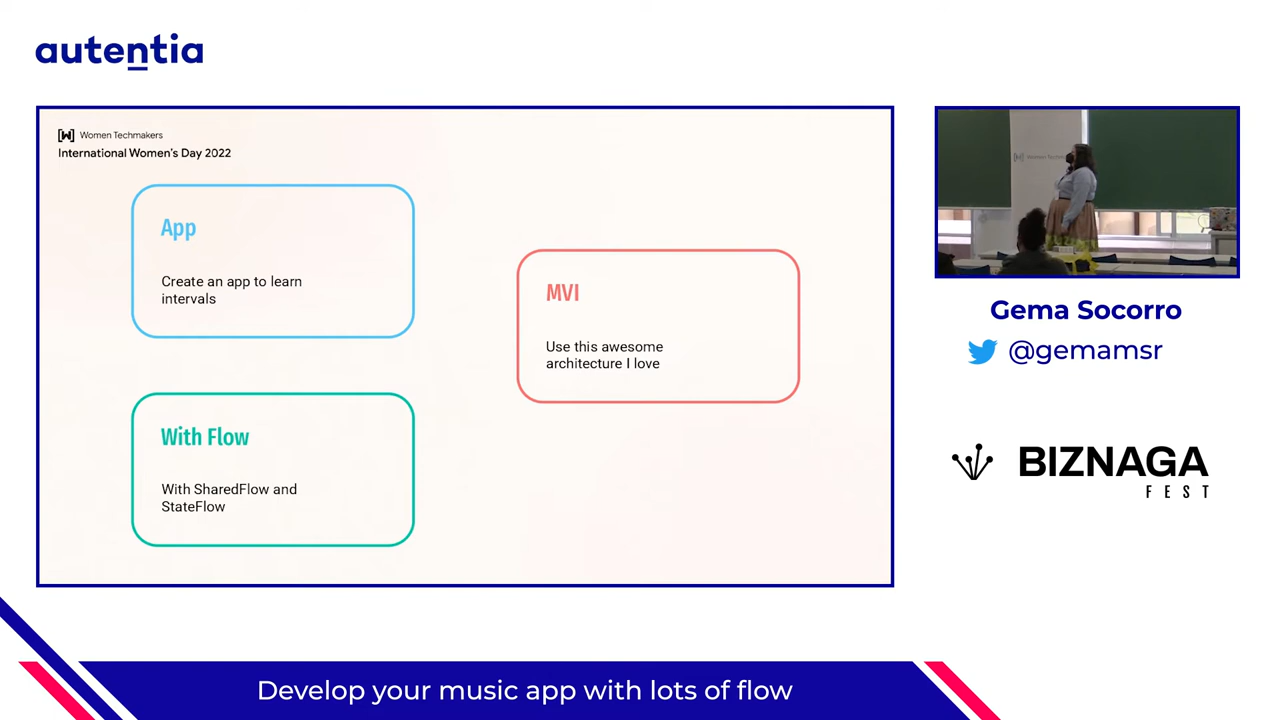 autentia
[W] Women Techmakers
International Women's Day 2022
App
Create an app to learn
intervals
MVI
Use this awesome
architecture I love
With Flow
With SharedFlow and
StateFlow
Gema Socorro
@gemamsr
BIZNAGA
FEST
Develop your music app with lots of flow